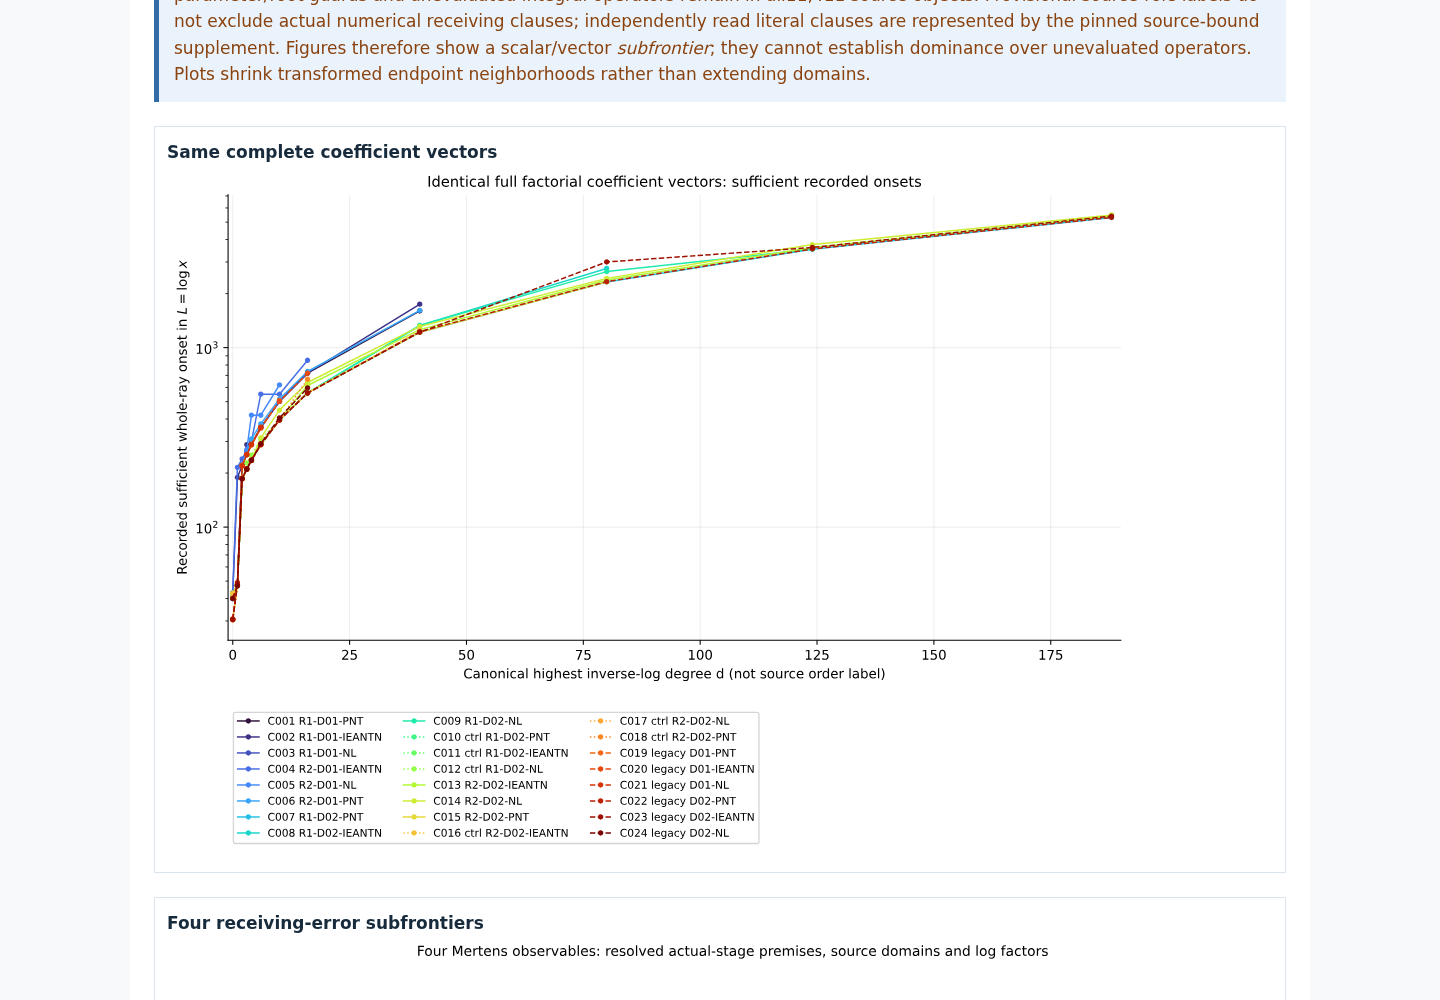 not exclude actual numerical receiving clauses; independently read literal clauses are represented by the pinned source-bound
supplement. Figures therefore show a scalar/vector subfrontier; they cannot establish dominance over unevaluated operators.
Plots shrink transformed endpoint neighborhoods rather than extending domains.
Same complete coefficient vectors
Identical full factorial coefficient vectors: sufficient recorded onsets
Recorded sufficient whole-ray onset in L = log x
10³
10²
0 25 50 75 100 125 150 175
Canonical highest inverse-log degree d (not source order label)
C001 R1-D01-PNT
C002 R1-D01-IEANTN
C003 R1-D01-NL
C004 R2-D01-IEANTN
C005 R2-D01-NL
C006 R2-D01-PNT
C007 R1-D02-PNT
C008 R1-D02-IEANTN
C009 R1-D02-NL
C010 ctrl R1-D02-PNT
C011 ctrl R1-D02-IEANTN
C012 ctrl R1-D02-NL
C013 R2-D02-IEANTN
C014 R2-D02-NL
C015 R2-D02-PNT
C016 ctrl R2-D02-IEANTN
C017 ctrl R2-D02-NL
C018 ctrl R2-D02-PNT
C019 legacy D01-PNT
C020 legacy D01-IEANTN
C021 legacy D01-NL
C022 legacy D02-PNT
C023 legacy D02-IEANTN
C024 legacy D02-NL
Four receiving-error subfrontiers
Four Mertens observables: resolved actual-stage premises, source domains and log factors